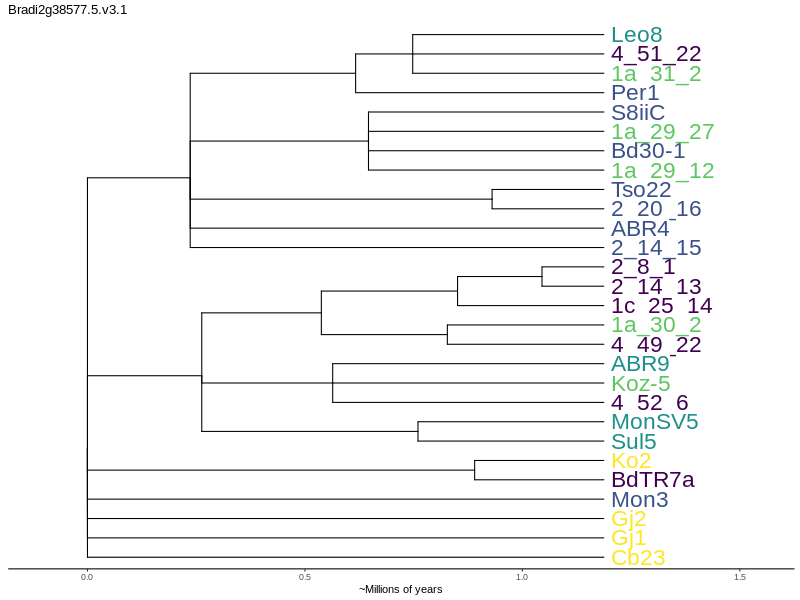 Bradi2g38577.5.v3.1
Leo8
4_51_22
1a_31_2
Per1
S8iiC
1a_29_27
Bd30-1
1a_29_12
Tso22
2_20_16
ABR4
2_14_15
2_8_1
2_14_13
1c_25_14
1a_30_2
4_49_22
ABR9
Koz-5
4_52_6
MonSV5
Sul5
Ko2
BdTR7a
Mon3
Gj2
Gj1
Cb23
0.0 0.5 1.0 1.5
~Millions of years